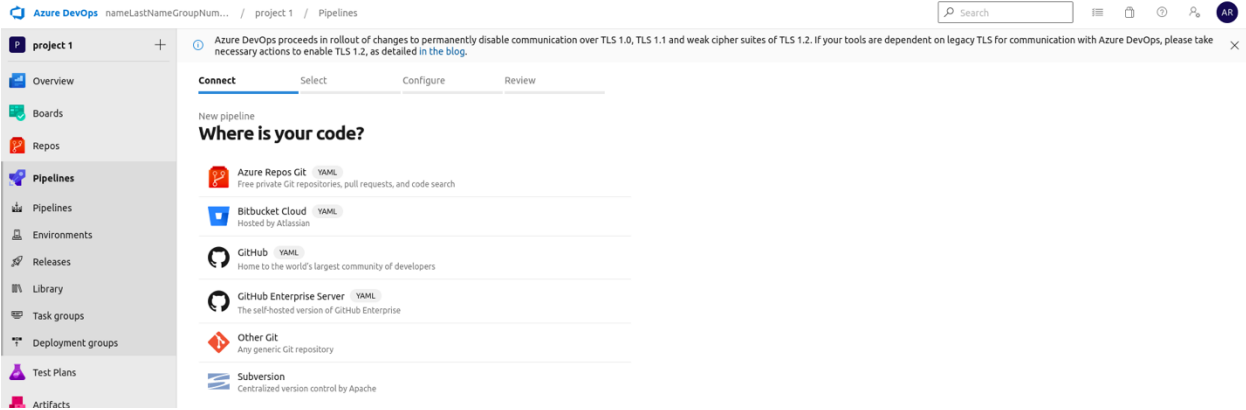 Azure DevOps nameLastNameGroupNum... / project 1 / Pipelines
Search
AR
P project 1
Azure DevOps proceeds in rollout of changes to permanently disable communication over TLS 1.0, TLS 1.1 and weak cipher suites of TLS 1.2. If your tools are dependent on legacy TLS for communication with Azure DevOps, please take
necessary actions to enable TLS 1.2, as detailed in the blog.
Overview
Boards
Repos
Pipelines
Pipelines
Environments
Releases
Library
Task groups
Deployment groups
Test Plans
Artifacts
Connect Select Configure Review
New pipeline
Where is your code?
Azure Repos Git YAML
Free private Git repositories, pull requests, and code search
Bitbucket Cloud YAML
Hosted by Atlassian
GitHub YAML
Home to the world's largest community of developers
GitHub Enterprise Server YAML
The self-hosted version of GitHub Enterprise
Other Git
Any generic Git repository
Subversion
Centralized version control by Apache